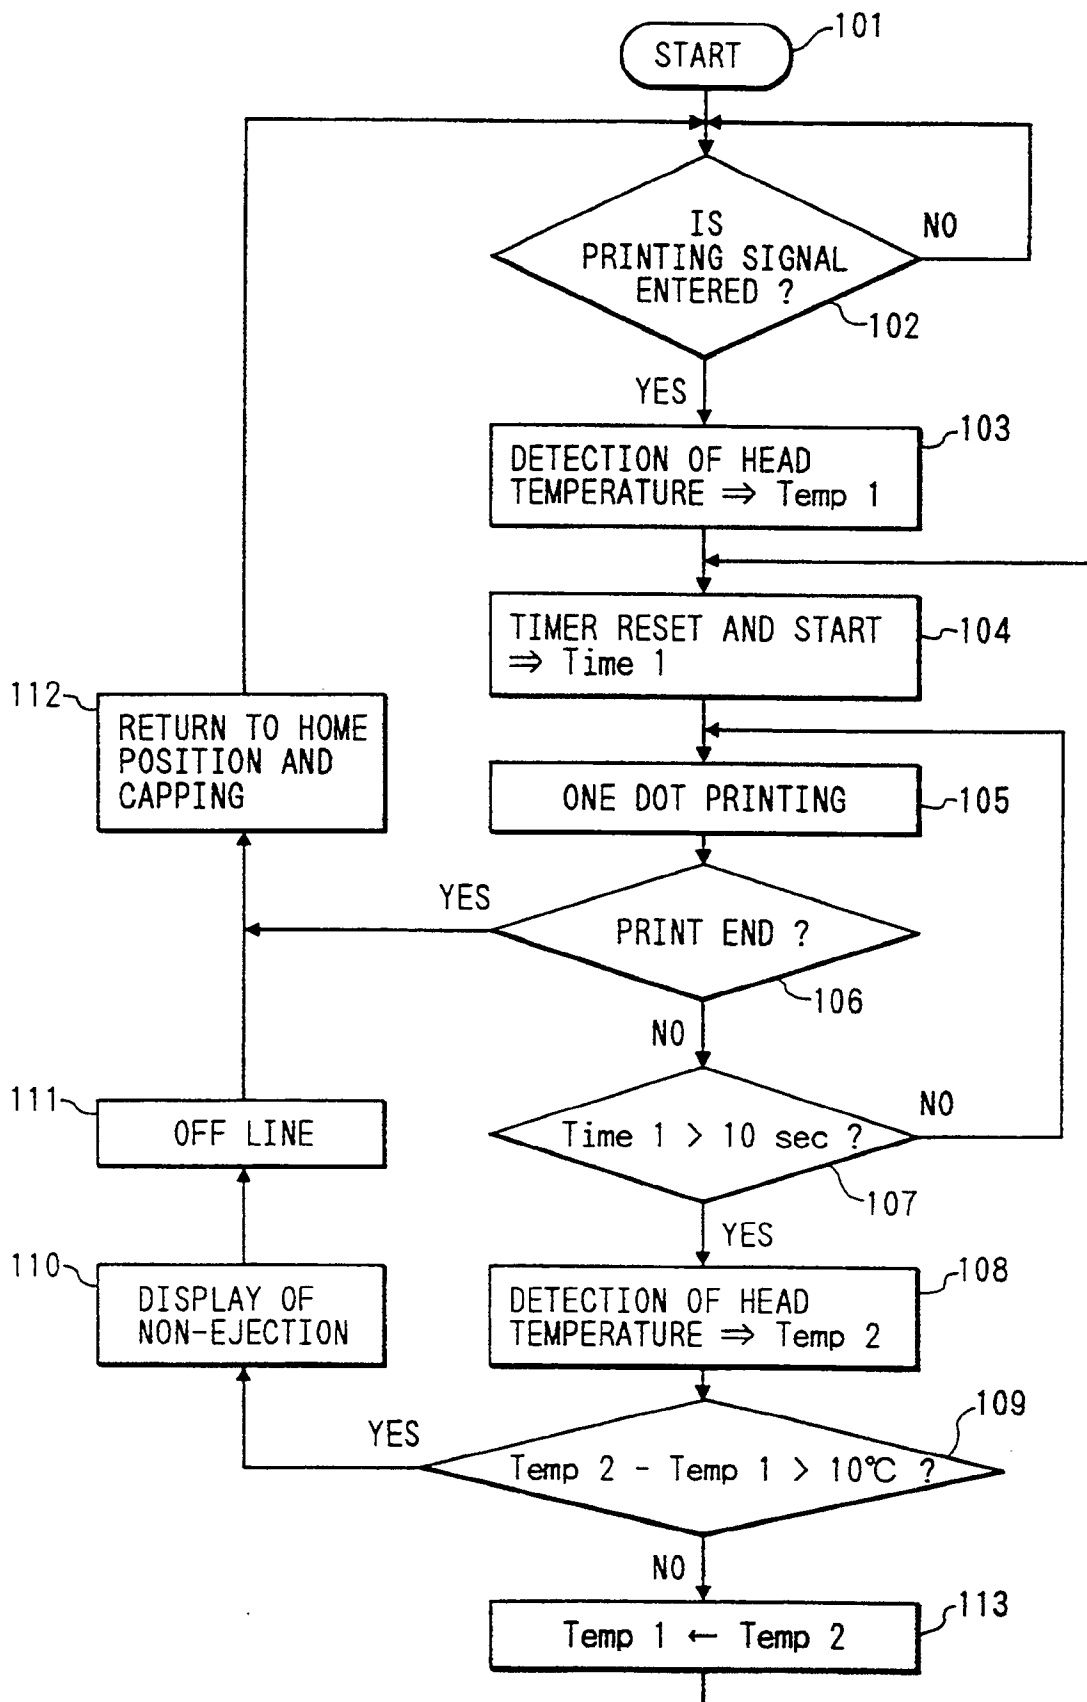 START
101
IS
PRINTING SIGNAL
ENTERED ?
NO
102
YES
103
DETECTION OF HEAD
TEMPERATURE ⇒ Temp 1
TIMER RESET AND START
⇒ Time 1
104
112
RETURN TO HOME
POSITION AND
CAPPING
ONE DOT PRINTING
105
YES
PRINT END ?
106
NO
111
OFF LINE
Time 1 > 10 sec ?
NO
107
YES
110
DISPLAY OF
NON-EJECTION
108
DETECTION OF HEAD
TEMPERATURE ⇒ Temp 2
109
YES
Temp 2 - Temp 1 > 10℃ ?
NO
113
Temp 1 ← Temp 2